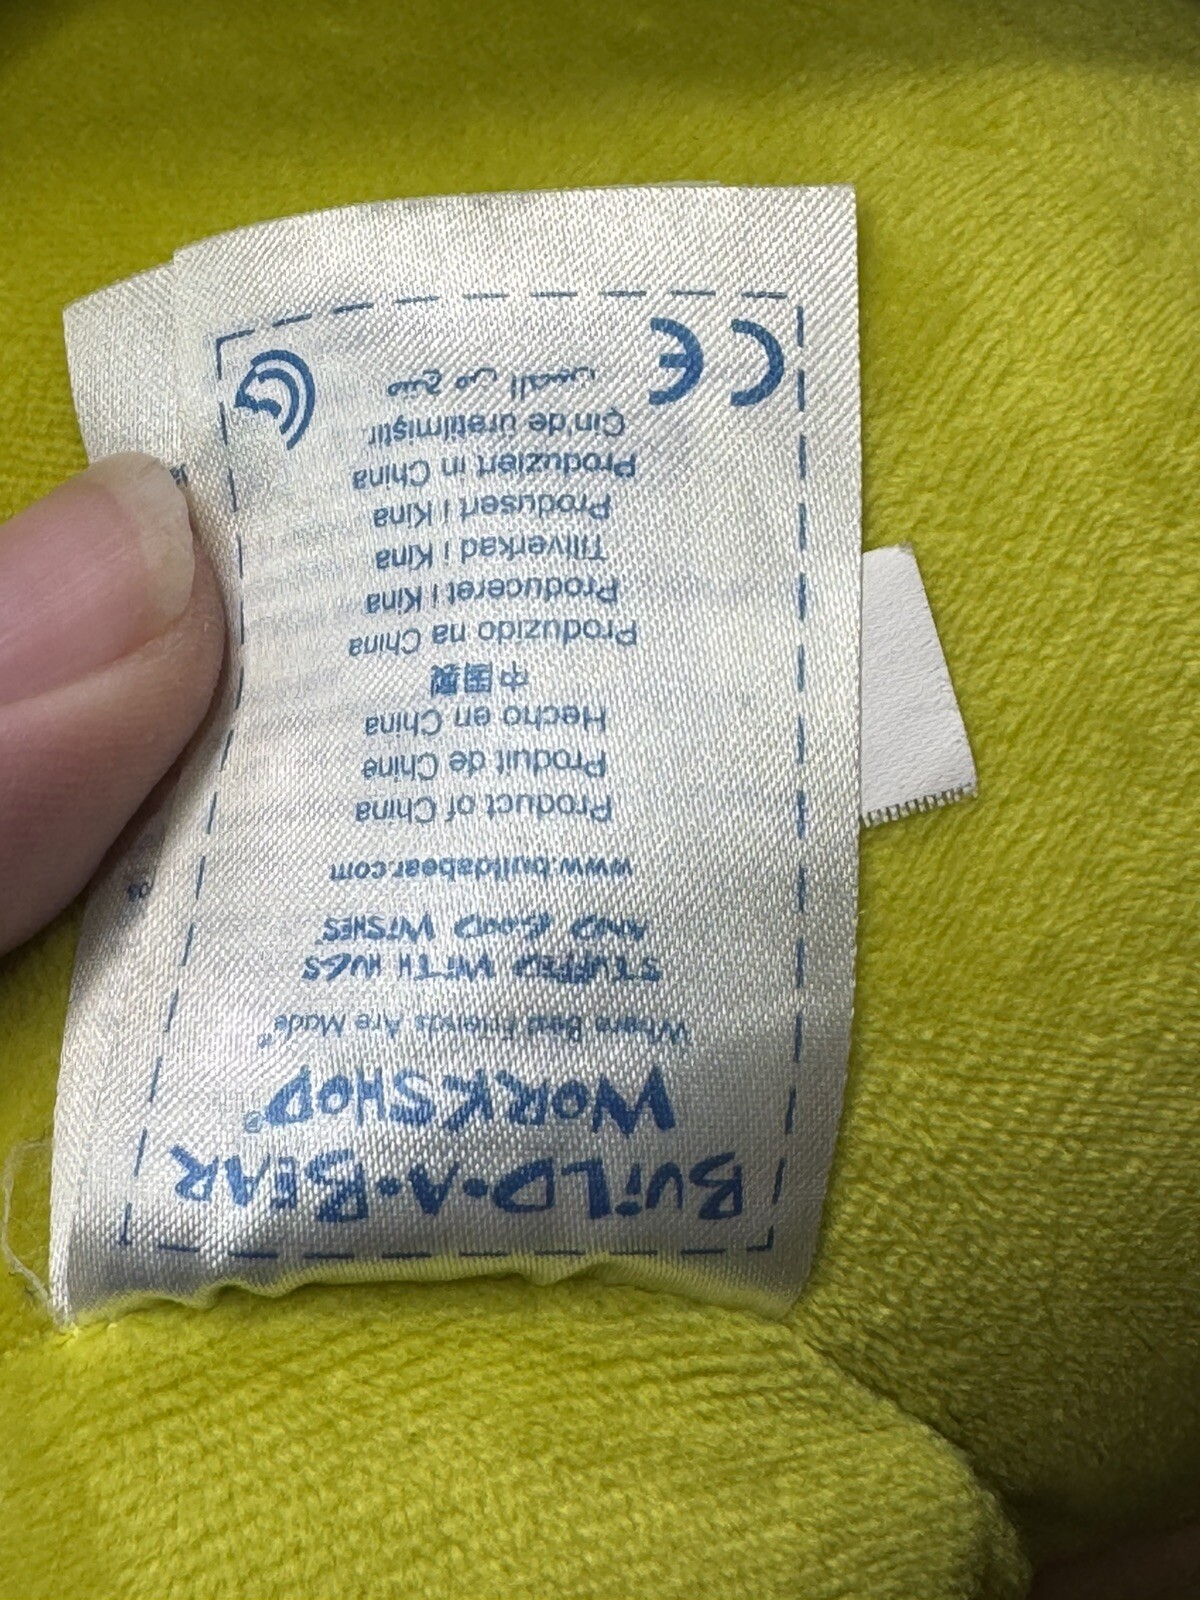 BUILD-A-BEAR
WORKSHOP®
Where Best Friends Are Made®
STUFFED WITH HUGS
AND GOOD WISHES
www.buildabear.com
Product of China
Produit de Chine
Hecho en China
中国製
Produzido na China
Produceret i Kina
Tillverkad i Kina
Produsert i Kina
Produziert in China
Çin'de üretilmiştir.
صنع من الصين
CE